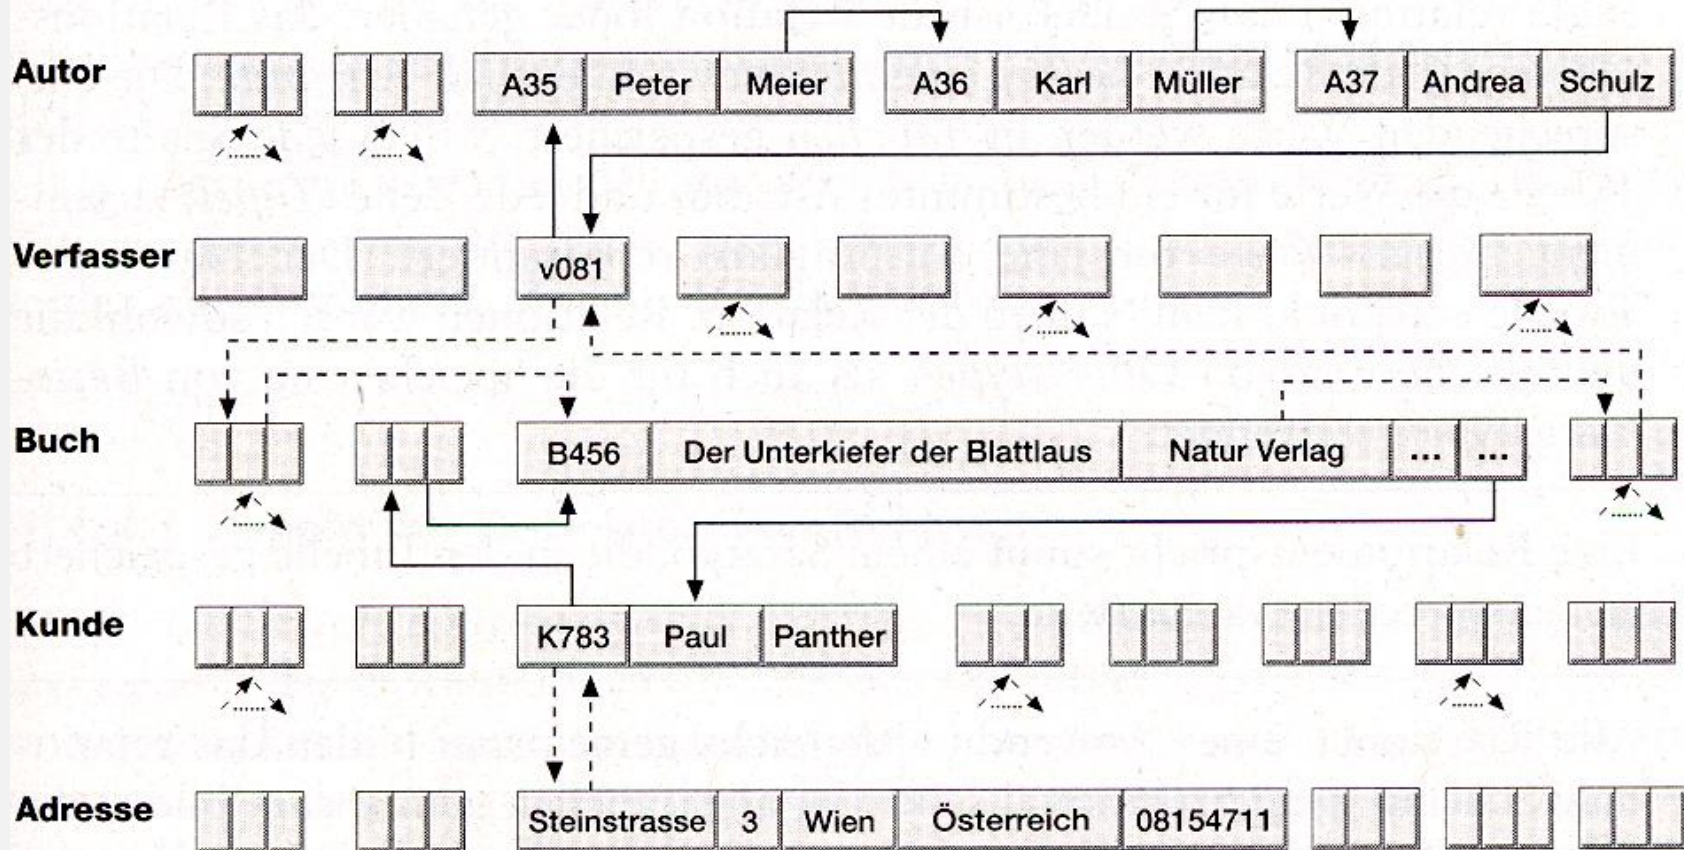 Autor A35 Peter Meier A36 Karl Müller A37 Andrea Schulz
Verfasser v081
Buch B456 Der Unterkiefer der Blattlaus Natur Verlag ... ...
Kunde K783 Paul Panther
Adresse Steinstrasse 3 Wien Österreich 08154711